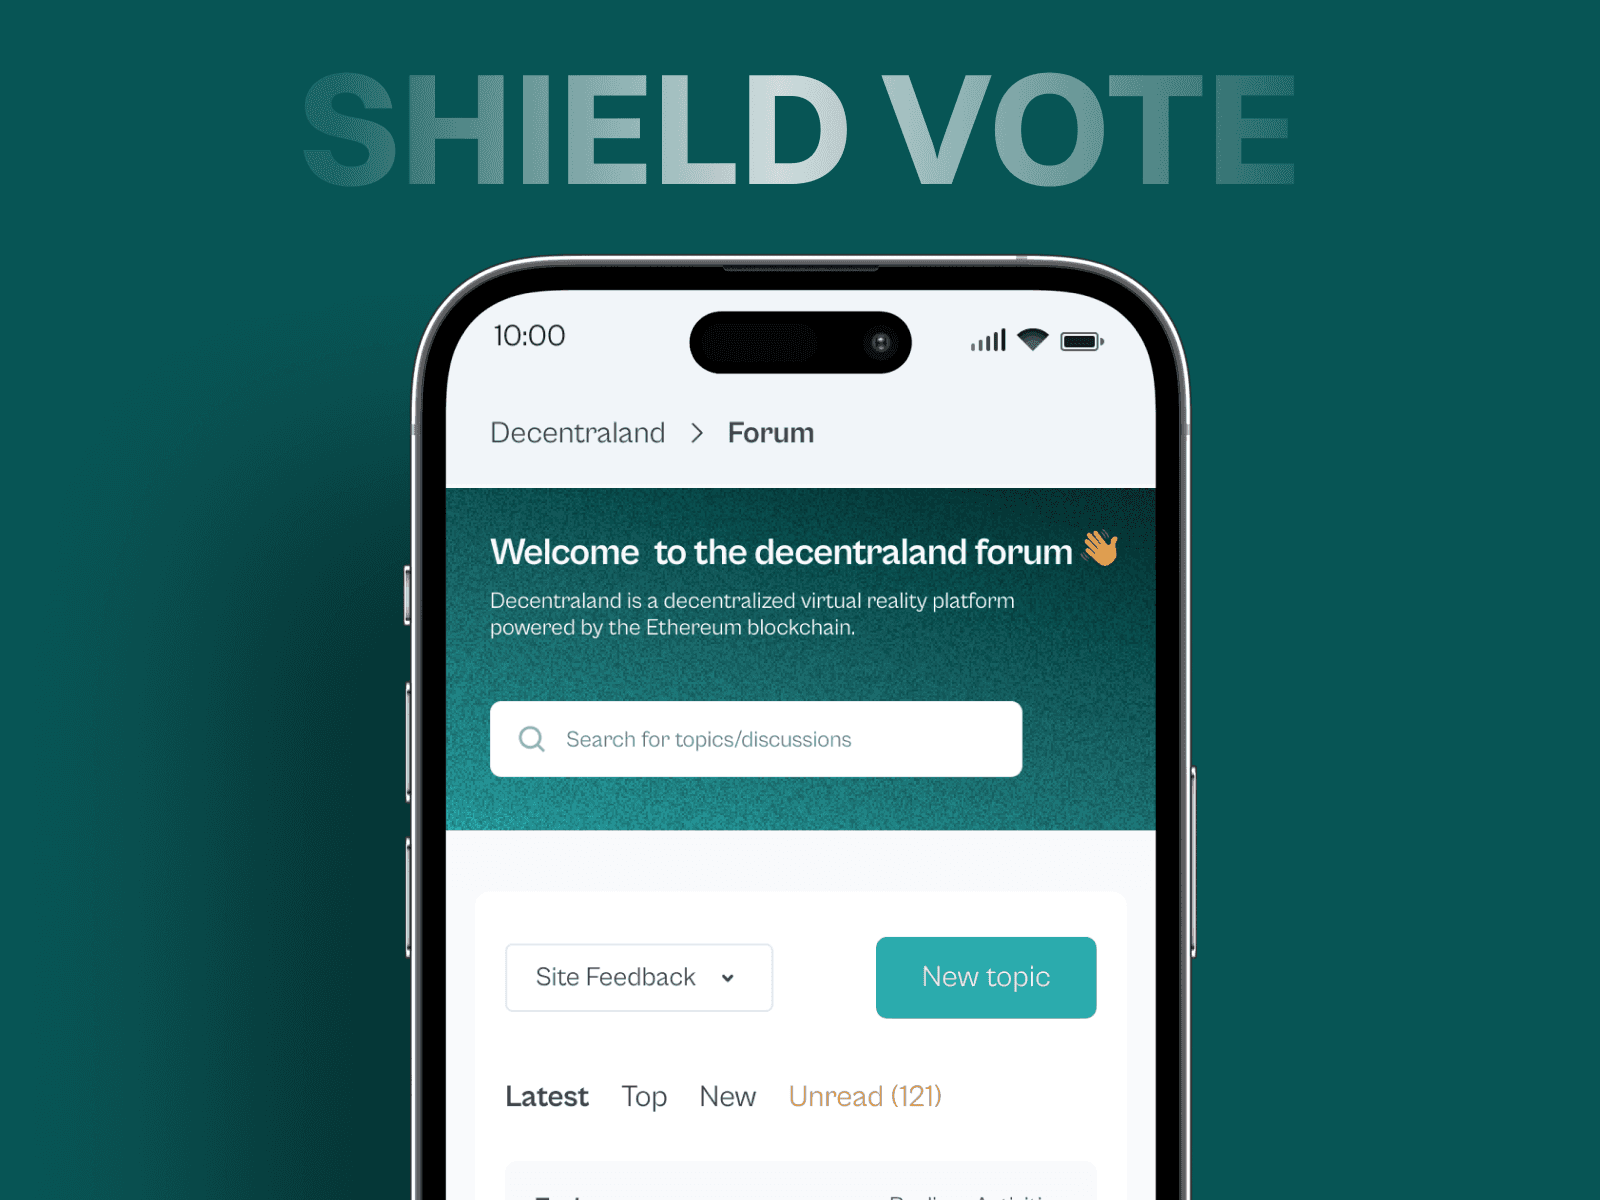 SHIELD VOTE
10:00
Decentraland > Forum
Welcome to the decentraland forum 👋
Decentraland is a decentralized virtual reality platform
powered by the Ethereum blockchain.
Search for topics/discussions
Site Feedback
New topic
Latest Top New Unread (121)